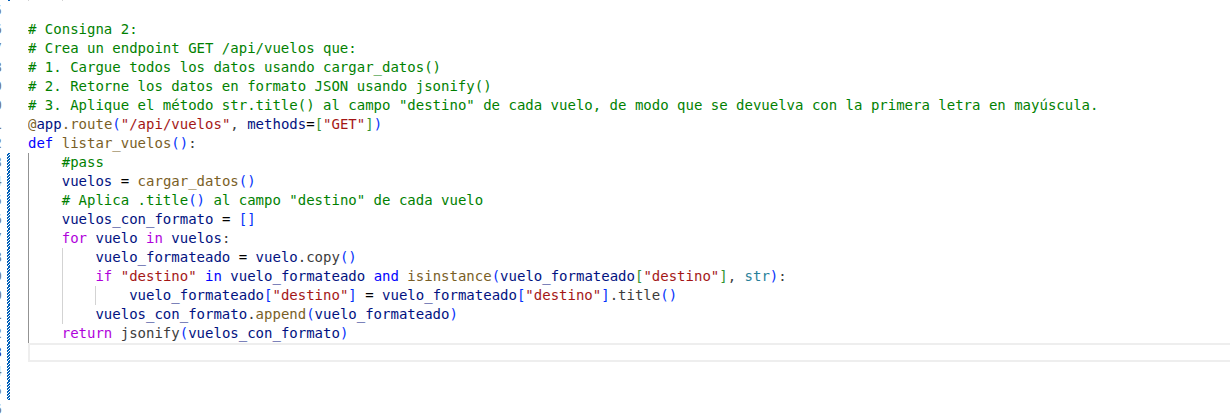 # Consigna 2:
# Crea un endpoint GET /api/vuelos que:
# 1. Cargue todos los datos usando cargar_datos()
# 2. Retorne los datos en formato JSON usando jsonify()
# 3. Aplique el método str.title() al campo "destino" de cada vuelo, de modo que se devuelva con la primera letra en mayúscula.
@app.route("/api/vuelos", methods=["GET"])
def listar_vuelos():
    #pass
    vuelos = cargar_datos()
    # Aplica .title() al campo "destino" de cada vuelo
    vuelos_con_formato = []
    for vuelo in vuelos:
        vuelo_formateado = vuelo.copy()
        if "destino" in vuelo_formateado and isinstance(vuelo_formateado["destino"], str):
            vuelo_formateado["destino"] = vuelo_formateado["destino"].title()
        vuelos_con_formato.append(vuelo_formateado)
    return jsonify(vuelos_con_formato)